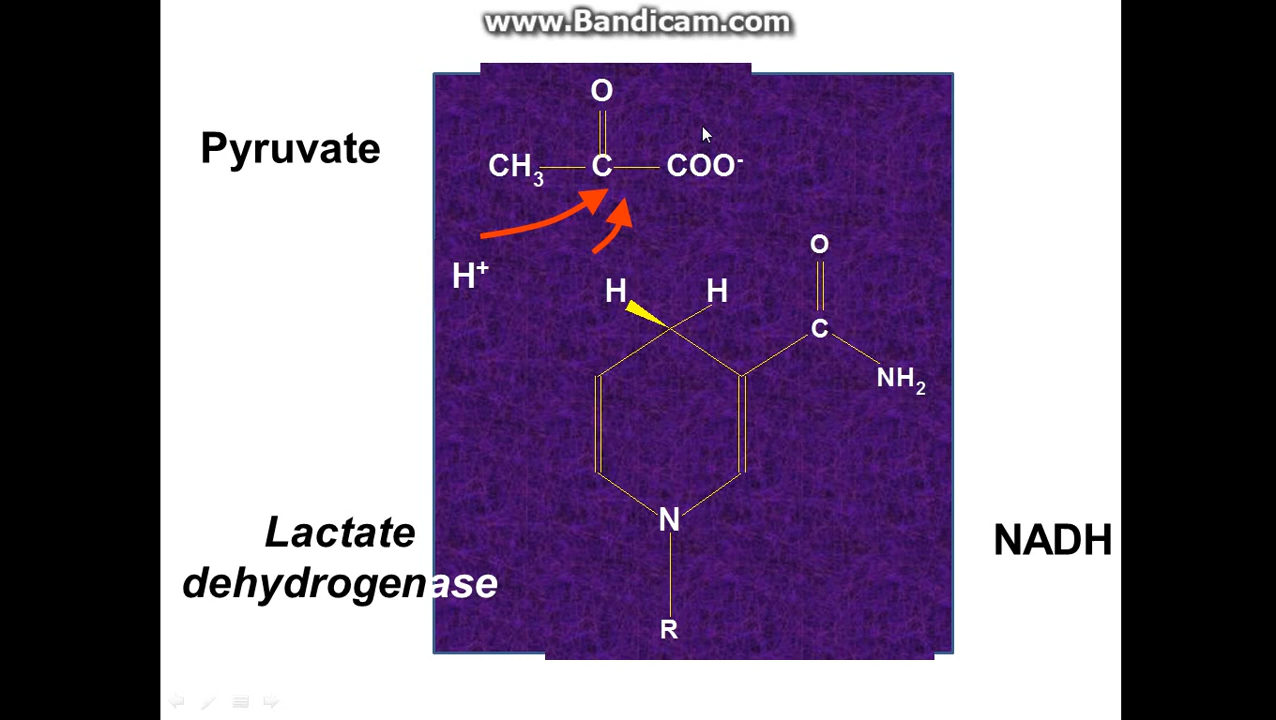 www.Bandicam.com
O
Pyruvate
CH3 C COO-
H+
O
H H
C
NH2
N
Lactate
dehydrogenase
NADH
R